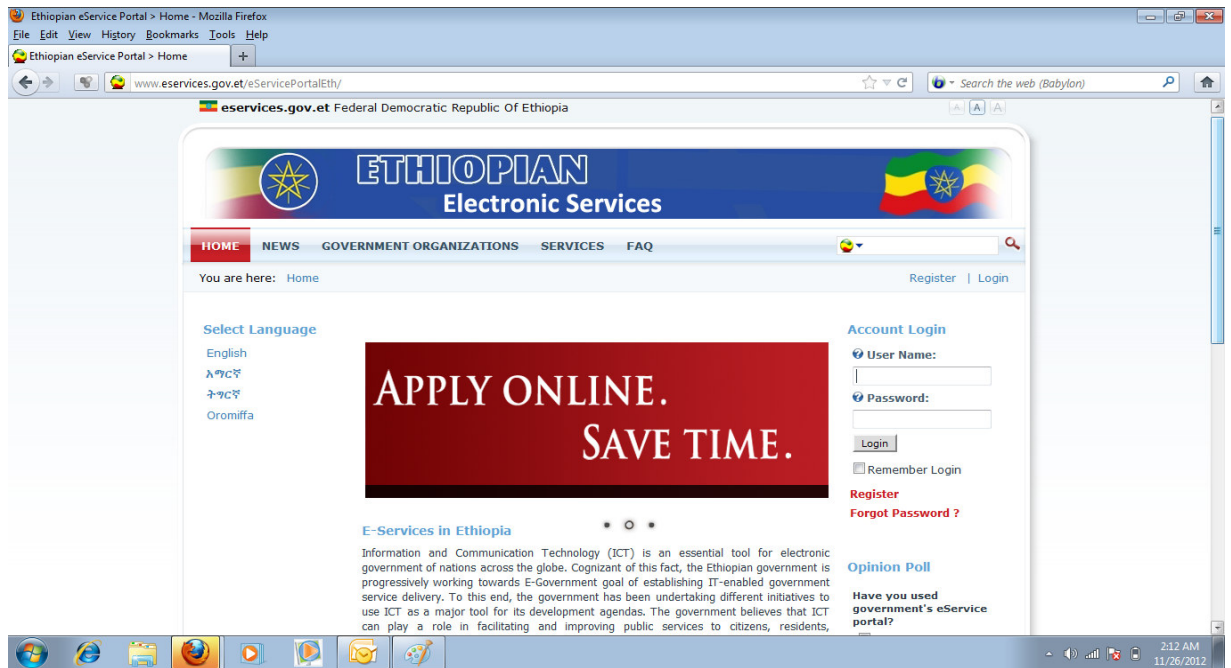 Ethiopian eService Portal > Home - Mozilla Firefox
File Edit View History Bookmarks Tools Help
Ethiopian eService Portal > Home +
www.eservices.gov.et/eServicePortalEth/
Search the web (Babylon)
eservices.gov.et Federal Democratic Republic Of Ethiopia
A A A
ETHIOPIAN
Electronic Services
HOME NEWS GOVERNMENT ORGANIZATIONS SERVICES FAQ
You are here: Home
Register | Login
Select Language
English
አማርኛ
ትግርኛ
Oromiffa
APPLY ONLINE.
SAVE TIME.
E-Services in Ethiopia
Information and Communication Technology (ICT) is an essential tool for electronic
government of nations across the globe. Cognizant of this fact, the Ethiopian government is
progressively working towards E-Government goal of establishing IT-enabled government
service delivery. To this end, the government has been undertaking different initiatives to
use ICT as a major tool for its development agendas. The government believes that ICT
can play a role in facilitating and improving public services to citizens, residents,
Account Login
User Name:
Password:
Login
Remember Login
Register
Forgot Password ?
Opinion Poll
Have you used
government's eService
portal?
2:12 AM
11/26/2012